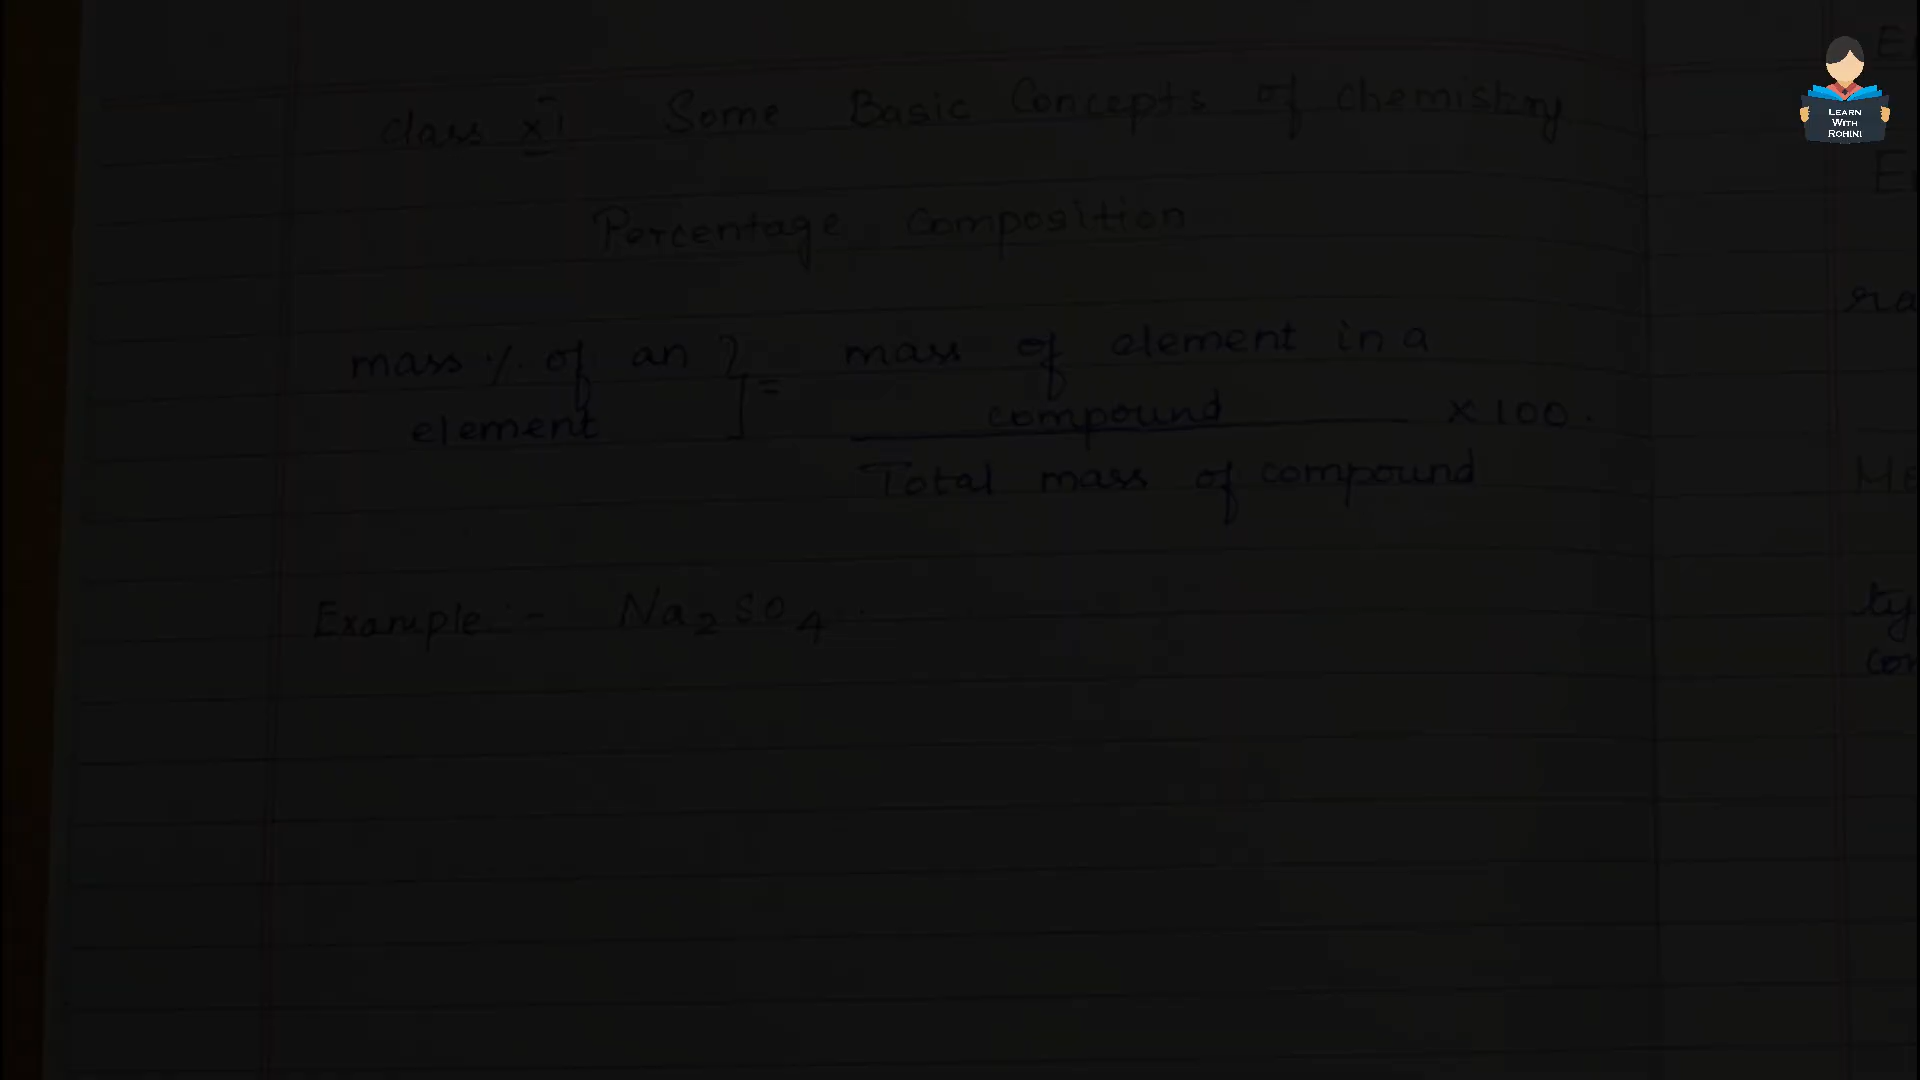 class XI Some Basic Concepts of Chemistry
Percentage Composition
mass % of an
element
=
mass of element in a
compound
× 100.
Total mass of compound
Example :- Na₂SO₄
LEARN
WITH
ROHINI